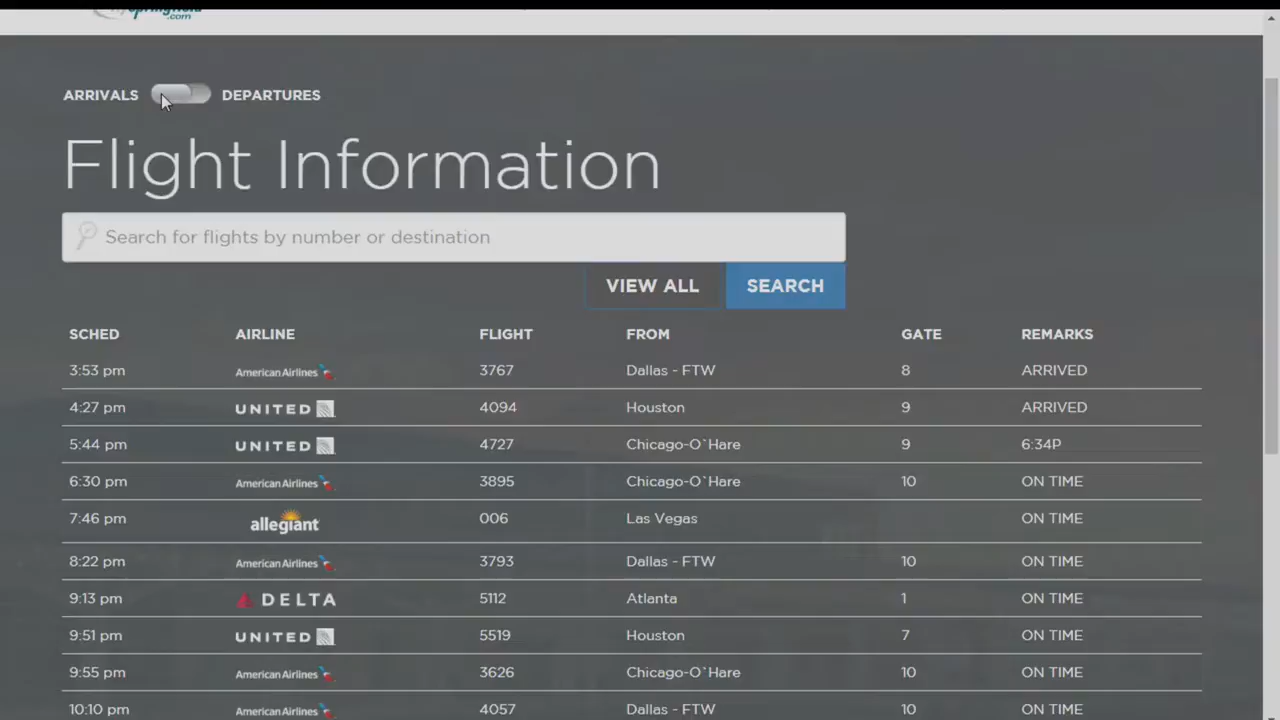 .com
ARRIVALS DEPARTURES
Flight Information
Search for flights by number or destination
VIEW ALL SEARCH
SCHED AIRLINE FLIGHT FROM GATE REMARKS
3:53 pm American Airlines 3767 Dallas - FTW 8 ARRIVED
4:27 pm UNITED 4094 Houston 9 ARRIVED
5:44 pm UNITED 4727 Chicago-O`Hare 9 6:34P
6:30 pm American Airlines 3895 Chicago-O`Hare 10 ON TIME
7:46 pm allegiant 006 Las Vegas ON TIME
8:22 pm American Airlines 3793 Dallas - FTW 10 ON TIME
9:13 pm DELTA 5112 Atlanta 1 ON TIME
9:51 pm UNITED 5519 Houston 7 ON TIME
9:55 pm American Airlines 3626 Chicago-O`Hare 10 ON TIME
10:10 pm American Airlines 4057 Dallas - FTW 10 ON TIME